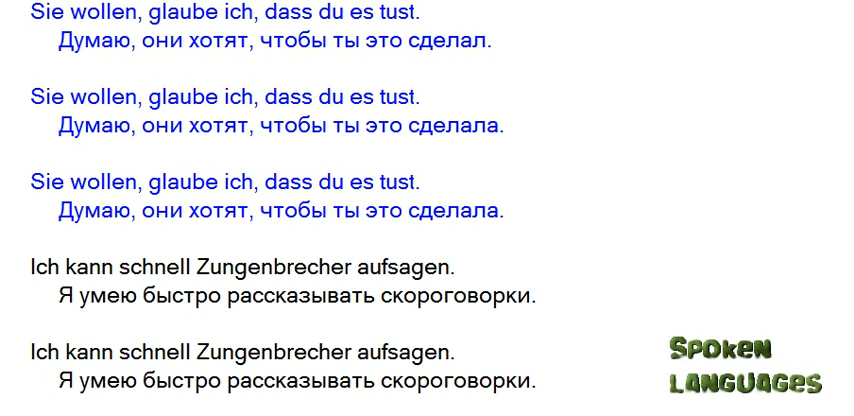 Sie wollen, glaube ich, dass du es tust.
Думаю, они хотят, чтобы ты это сделал.
Sie wollen, glaube ich, dass du es tust.
Думаю, они хотят, чтобы ты это сделала.
Sie wollen, glaube ich, dass du es tust.
Думаю, они хотят, чтобы ты это сделала.
Ich kann schnell Zungenbrecher aufsagen.
Я умею быстро рассказывать скороговорки.
Ich kann schnell Zungenbrecher aufsagen.
Я умею быстро рассказывать скороговорки.
Spoken
Languages